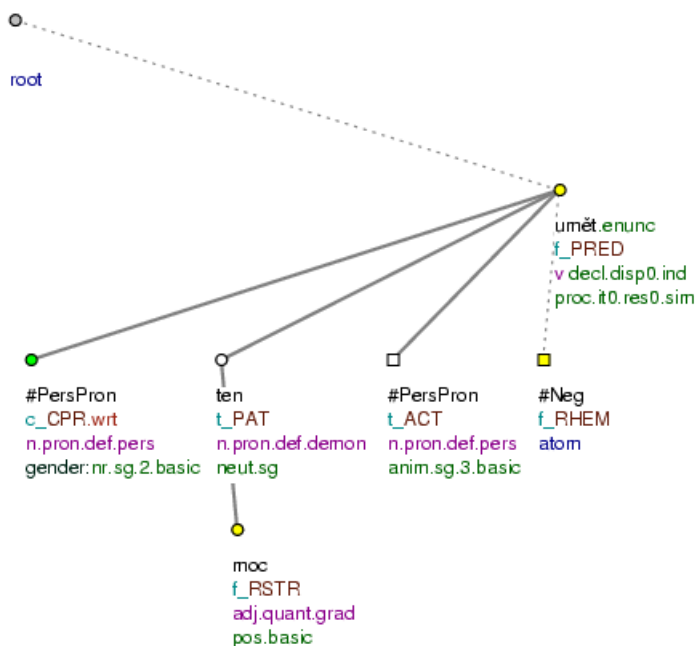 root
umět.enunc
f_PRED
v decl.disp0.ind
proc.it0.res0.sim
#PersPron
c_CPR.wrt
n.pron.def.pers
gender:nr.sg.2.basic
ten
t_PAT
n.pron.def.demon
neut.sg
#PersPron
t_ACT
n.pron.def.pers
anim.sg.3.basic
#Neg
f_RHEM
atom
moc
f_RSTR
adj.quant.grad
pos.basic